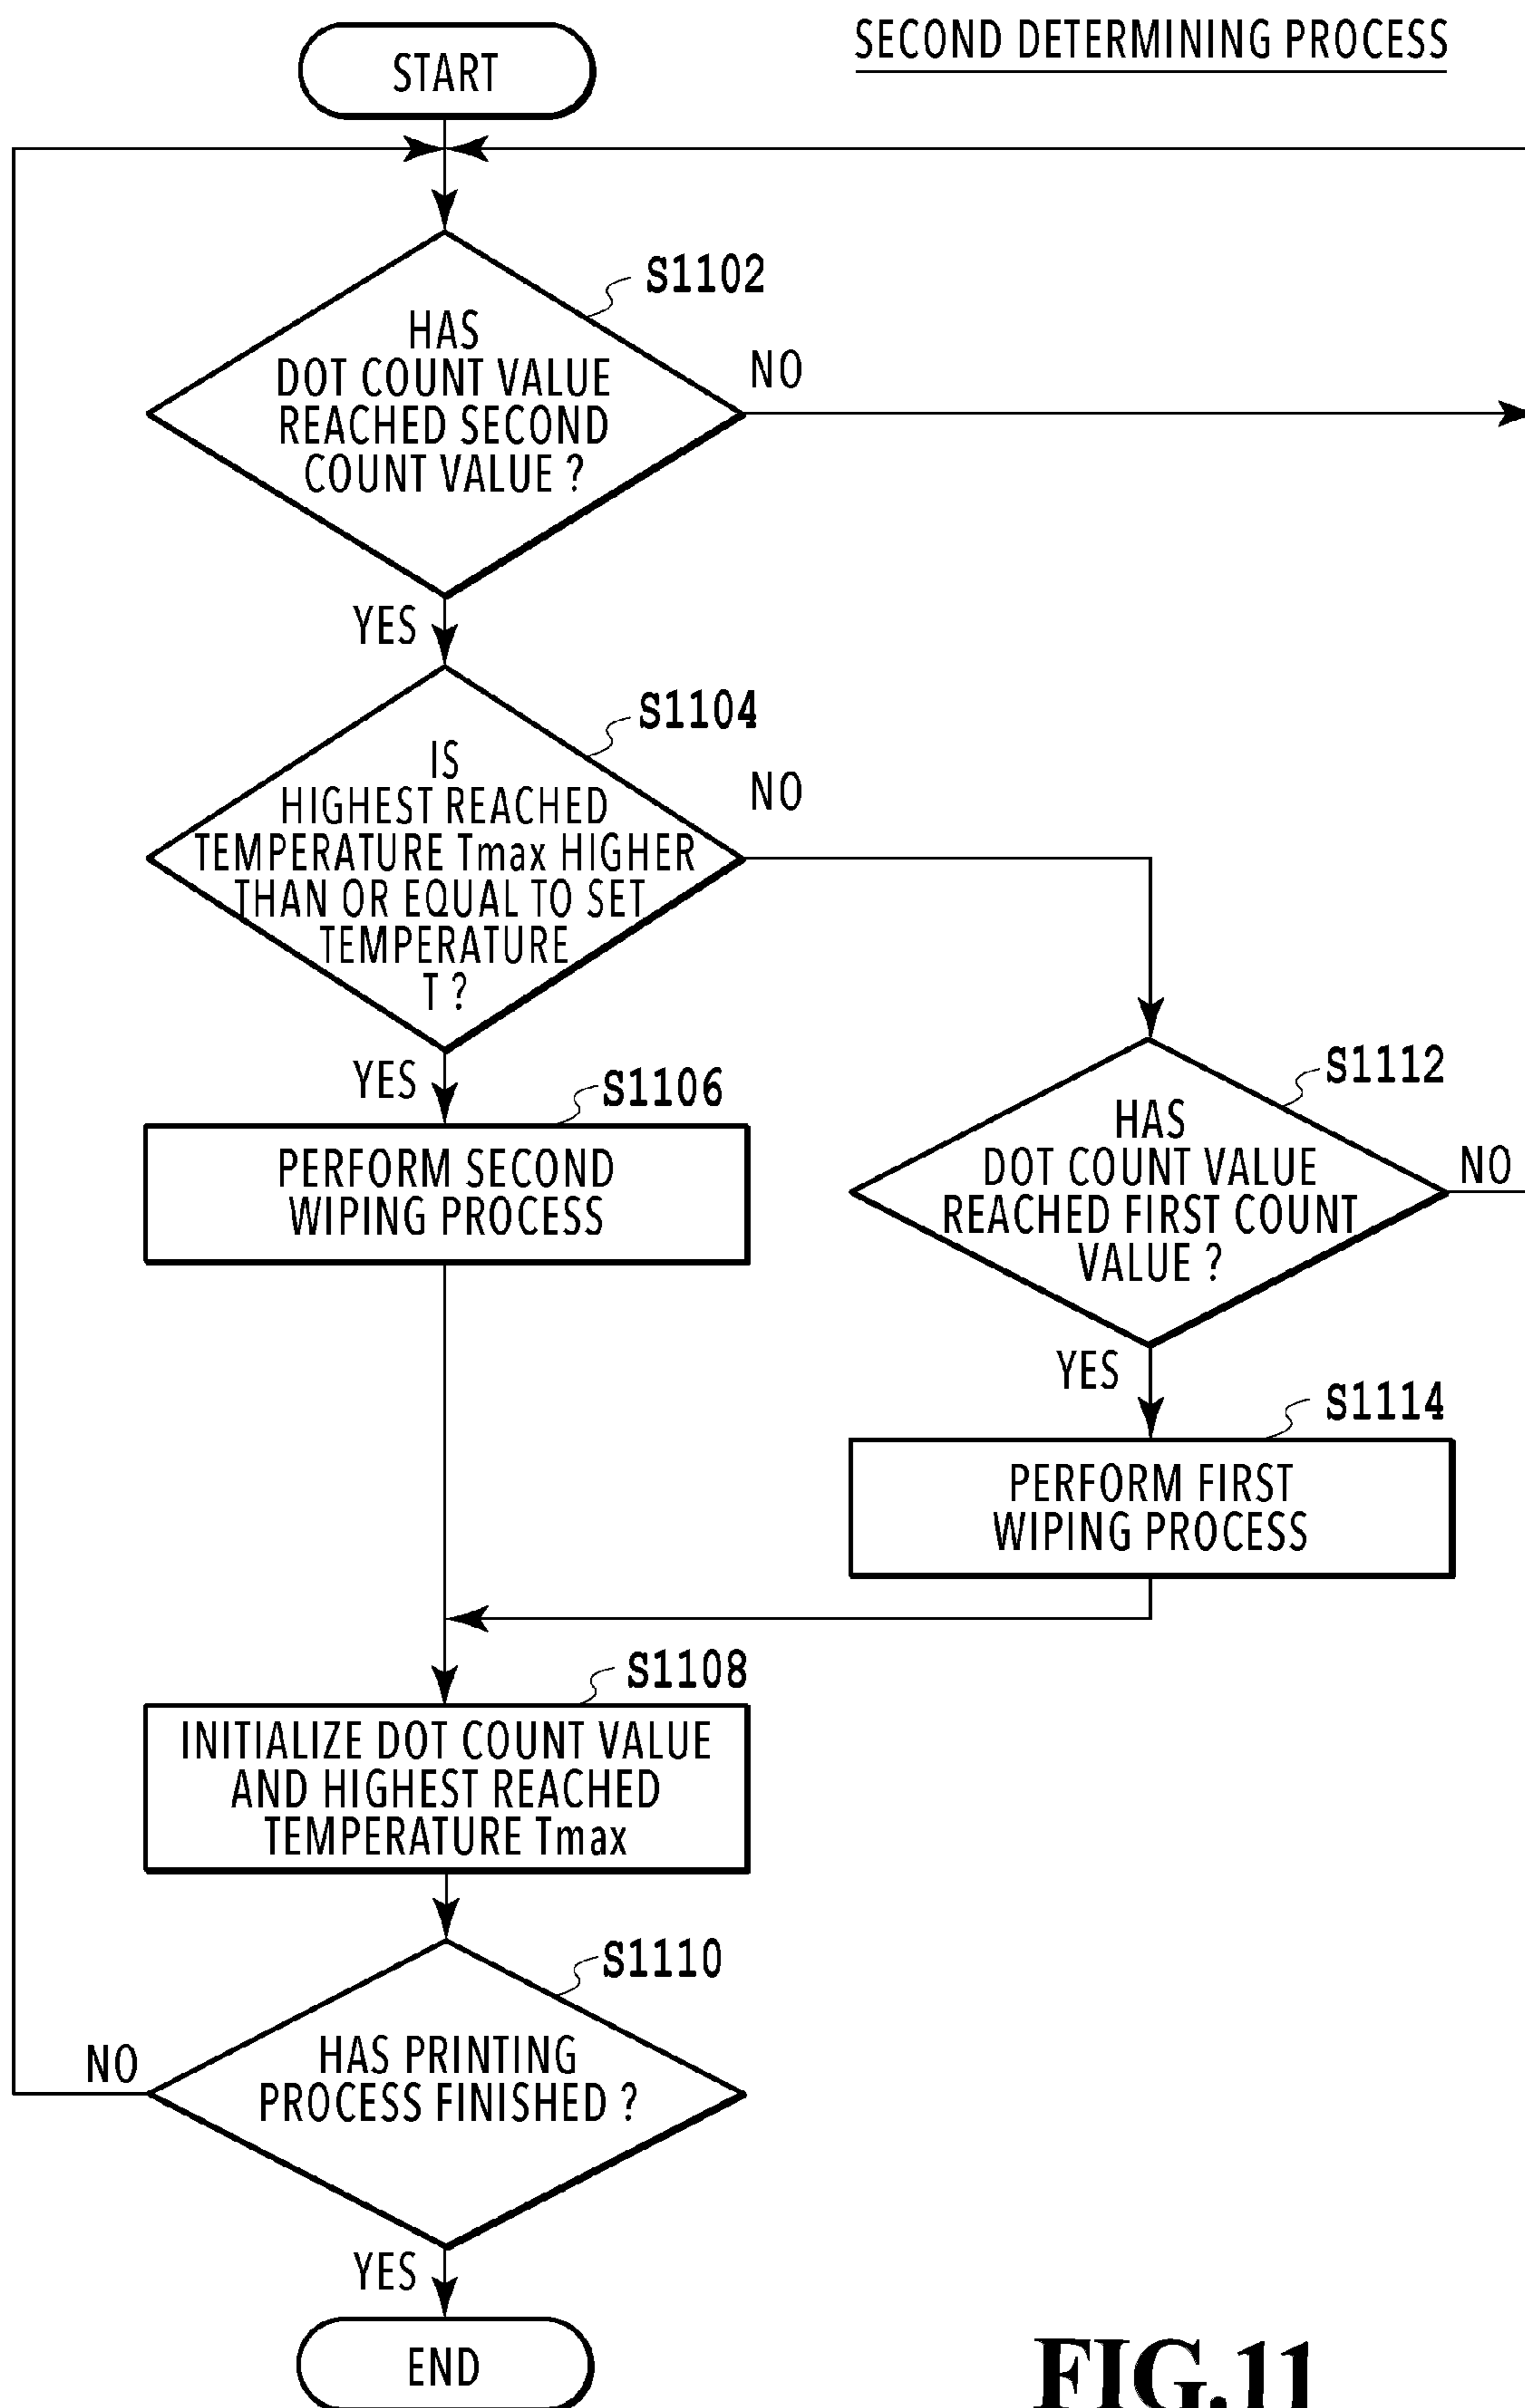 SECOND DETERMINING PROCESS
START
S1102
HAS
DOT COUNT VALUE
REACHED SECOND
COUNT VALUE ?
NO
YES
S1104
IS
HIGHEST REACHED
TEMPERATURE Tmax HIGHER
THAN OR EQUAL TO SET
TEMPERATURE
T ?
NO
YES
S1106
PERFORM SECOND
WIPING PROCESS
S1112
HAS
DOT COUNT VALUE
REACHED FIRST COUNT
VALUE ?
NO
YES
S1114
PERFORM FIRST
WIPING PROCESS
S1108
INITIALIZE DOT COUNT VALUE
AND HIGHEST REACHED
TEMPERATURE Tmax
S1110
HAS PRINTING
PROCESS FINISHED ?
NO
YES
END
FIG.11